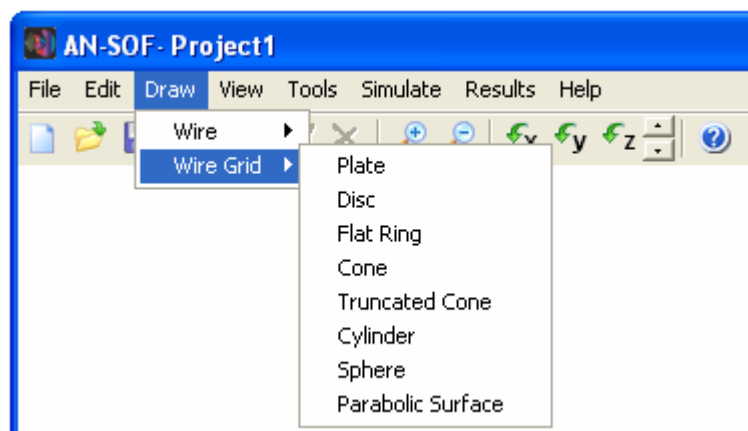 AN-SOF- Project1
File Edit Draw View Tools Simulate Results Help
x y z ?
Wire
Wire Grid
Plate
Disc
Flat Ring
Cone
Truncated Cone
Cylinder
Sphere
Parabolic Surface